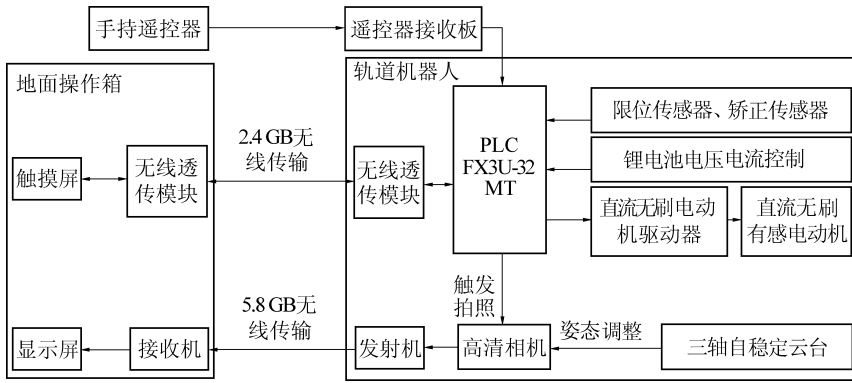 手持遥控器
遥控器接收板
地面操作箱
轨道机器人
触摸屏
无线透
传模块
2.4 GB无
线传输
无线透
传模块
PLC
FX3U-32
MT
限位传感器、矫正传感器
锂电池电压电流控制
直流无刷电动
机驱动器
直流无刷
有感电动机
触发
拍照
显示屏
接收机
5.8 GB无
线传输
发射机
高清相机
姿态调整
三轴自稳定云台